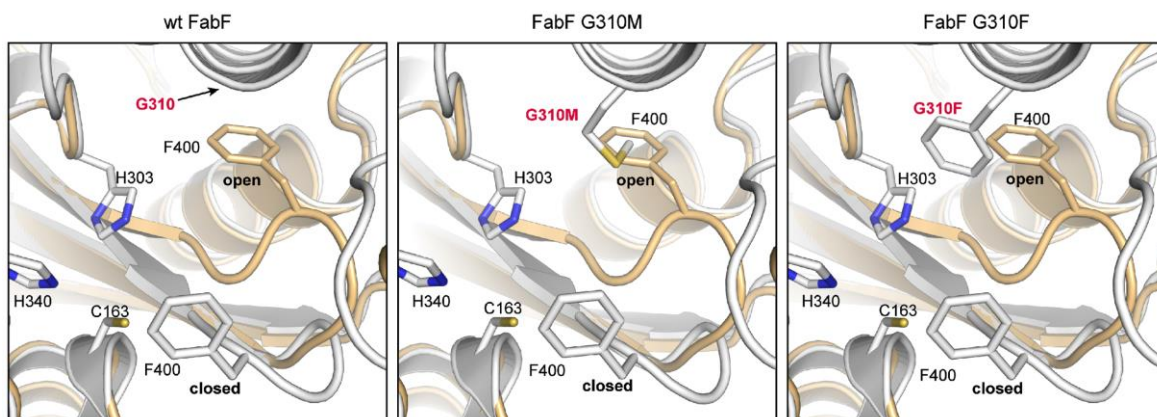 wt FabF
G310
F400
open
H303
H340
C163
F400
closed
FabF G310M
G310M
F400
open
H303
H340
C163
F400
closed
FabF G310F
G310F
F400
open
H303
H340
C163
F400
closed